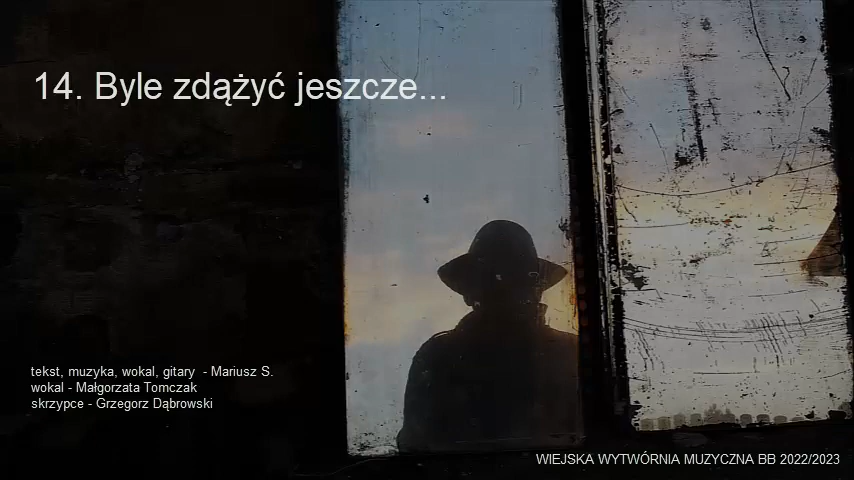 14. Byle zdążyć jeszcze...
tekst, muzyka, wokal, gitary - Mariusz S.
wokal - Małgorzata Tomczak
skrzypce - Grzegorz Dąbrowski
WIEJSKA WYTWÓRNIA MUZYCZNA BB 2022/2023